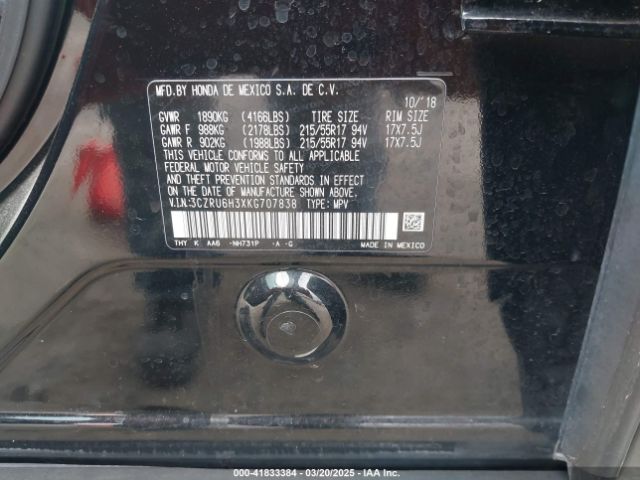 MFD.BY HONDA DE MEXICO S.A. DE C.V.
10/'18
GVWR 1890KG (4166LBS) TIRE SIZE RIM SIZE
GAWR F 988KG (2178LBS) 215/55R17 94V 17X7.5J
GAWR R 902KG (1988LBS) 215/55R17 94V 17X7.5J
THIS VEHICLE CONFORMS TO ALL APPLICABLE
FEDERAL MOTOR VEHICLE SAFETY
AND THEFT PREVENTION STANDARDS IN
EFFECT ON THE DATE OF MANUFACTURE
SHOWN ABOVE.
V.I.N:3CZRU6H3XKG707838 TYPE: MPV
THY K AA6 -NH731P -A -G MADE IN MEXICO
000-41833384 - 03/20/2025 - IAA Inc.